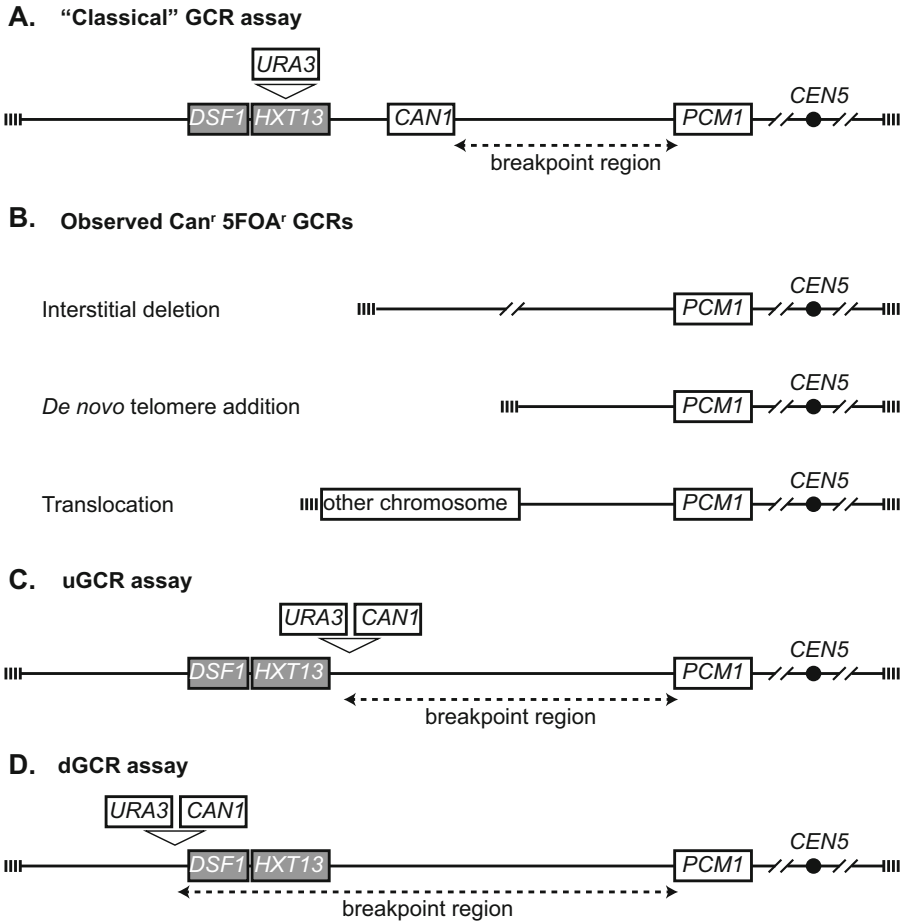 A. “Classical” GCR assay
URA3
DSF1 HXT13 CAN1 PCM1 CEN5
breakpoint region
B. Observed Canʳ 5FOAʳ GCRs
CEN5
Interstitial deletion PCM1
CEN5
De novo telomere addition PCM1
CEN5
Translocation other chromosome PCM1
C. uGCR assay
URA3 CAN1
CEN5
DSF1 HXT13 PCM1
breakpoint region
D. dGCR assay
URA3 CAN1
CEN5
DSF1 HXT13 PCM1
breakpoint region